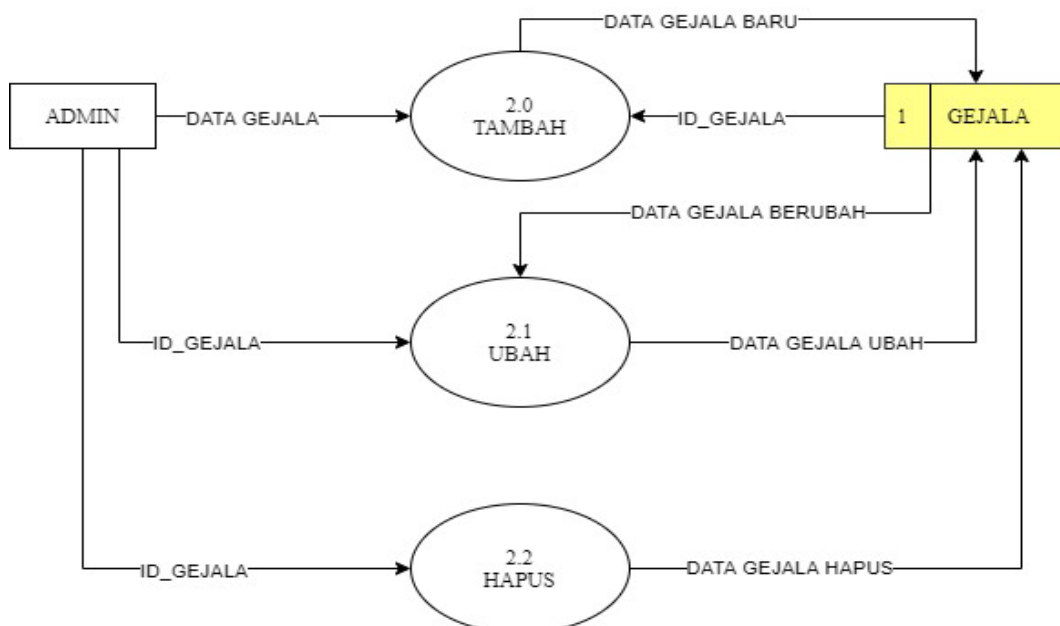 DATA GEJALA BARU
ADMIN
DATA GEJALA
2.0
TAMBAH
ID_GEJALA
1
GEJALA
DATA GEJALA BERUBAH
ID_GEJALA
2.1
UBAH
DATA GEJALA UBAH
ID_GEJALA
2.2
HAPUS
DATA GEJALA HAPUS